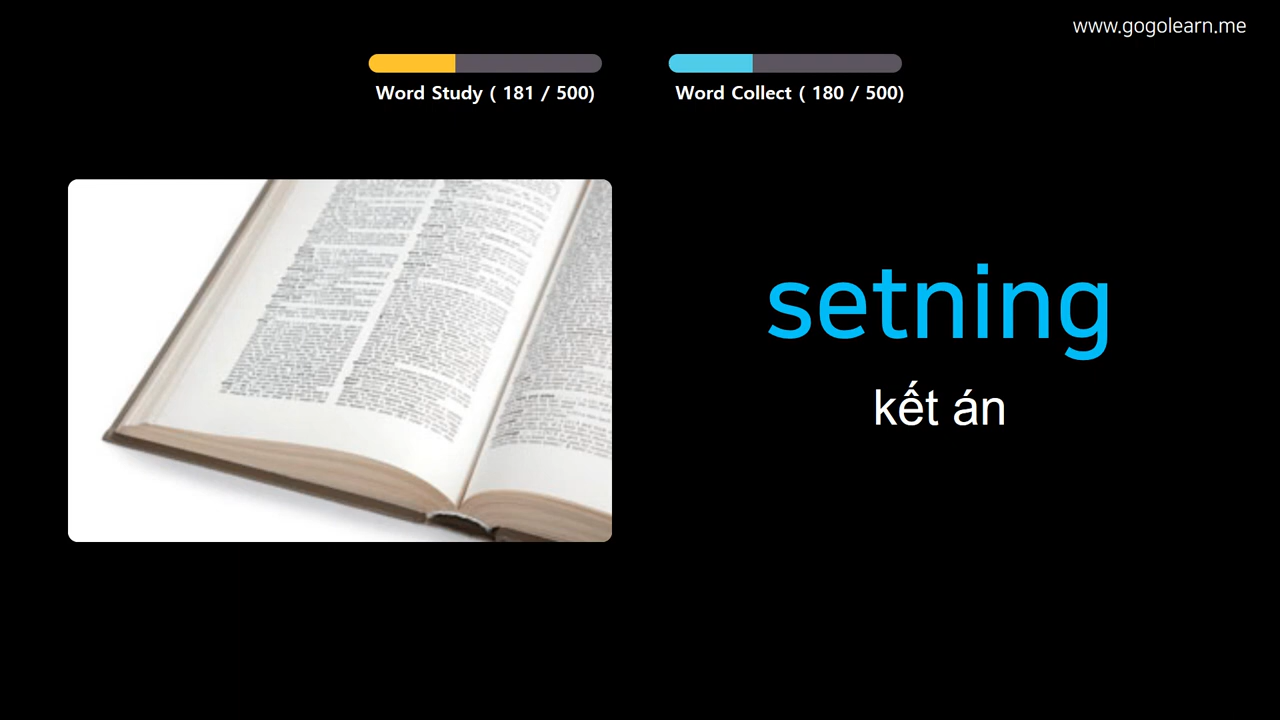 www.gogolearn.me
Word Study ( 181 / 500)
Word Collect ( 180 / 500)
setning
kết án